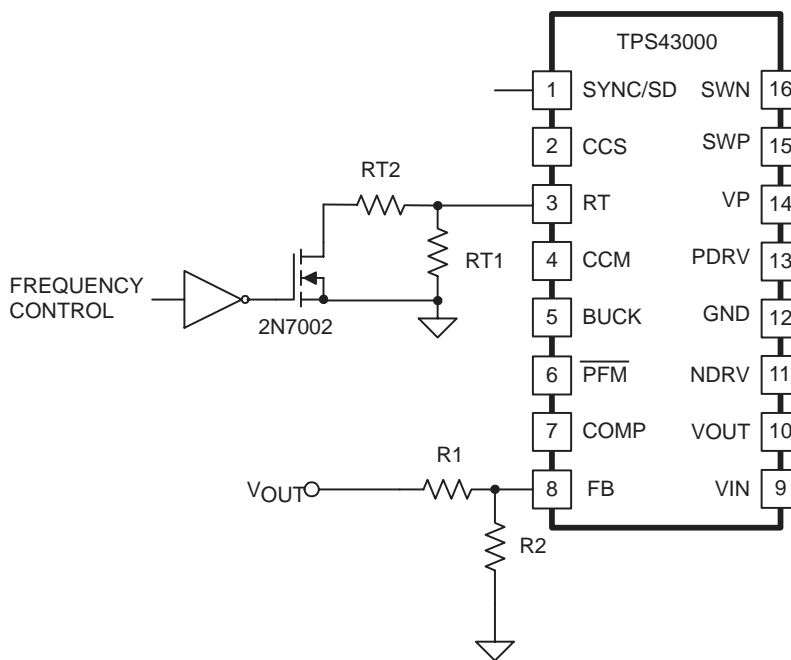 TPS43000
1 SYNC/SD SWN 16
2 CCS SWP 15
RT2
3 RT VP 14
RT1
4 CCM PDRV 13
FREQUENCY
CONTROL
2N7002
5 BUCK GND 12
6 PFM NDRV 11
7 COMP VOUT 10
R1
VOUT
8 FB VIN 9
R2